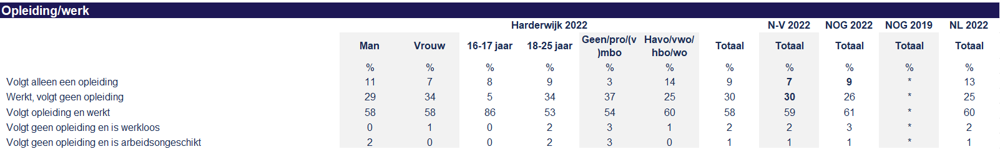 Opleiding/werk
Harderwijk 2022 N-V 2022 NOG 2022 NOG 2019 NL 2022
Man Vrouw 16-17 jaar 18-25 jaar Geen/pro/(v )mbo Havo/vwo/ hbo/wo Totaal Totaal Totaal Totaal Totaal
% % % % % % % % % % %
Volgt alleen een opleiding 11 7 8 9 3 14 9 7 9 * 13
Werkt, volgt geen opleiding 29 34 5 34 37 25 30 30 26 * 25
Volgt opleiding en werkt 58 58 86 53 54 60 58 59 61 * 60
Volgt geen opleiding en is werkloos 0 1 0 2 3 1 2 2 3 * 2
Volgt geen opleiding en is arbeidsongeschikt 2 0 0 2 3 0 1 1 1 * 1